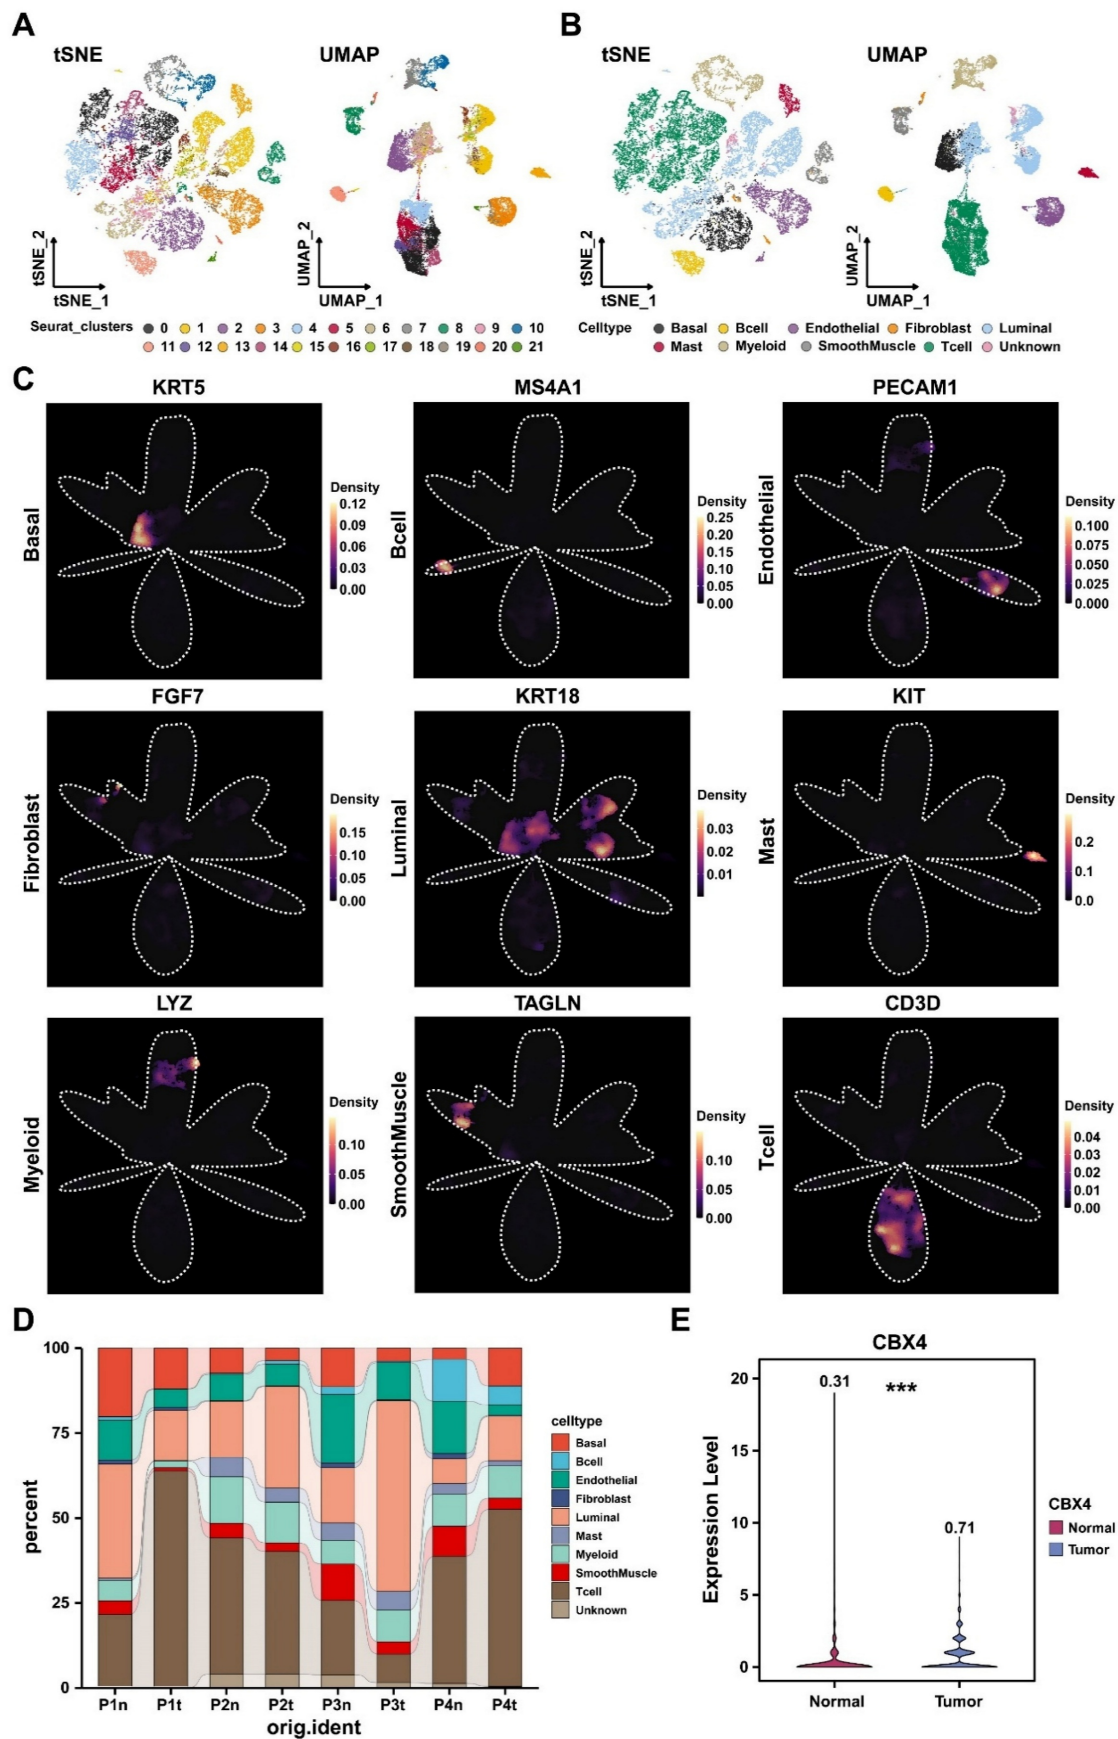 A
tSNE
UMAP
tSNE_2
tSNE_1
UMAP_2
UMAP_1
Seurat_clusters 0 1 2 3 4 5 6 7 8 9 10
11 12 13 14 15 16 17 18 19 20 21
B
tSNE
UMAP
tSNE_2
tSNE_1
UMAP_2
UMAP_1
Celltype Basal Bcell Endothelial Fibroblast Luminal
Mast Myeloid SmoothMuscle Tcell Unknown
C
KRT5
Basal
Density
0.12
0.09
0.06
0.03
0.00
MS4A1
Bcell
Density
0.25
0.20
0.15
0.10
0.05
0.00
PECAM1
Endothelial
Density
0.100
0.075
0.050
0.025
0.000
FGF7
Fibroblast
Density
0.15
0.10
0.05
0.00
KRT18
Luminal
Density
0.03
0.02
0.01
KIT
Mast
Density
0.2
0.1
0.0
LYZ
Myeloid
Density
0.10
0.05
0.00
TAGLN
SmoothMuscle
Density
0.10
0.05
0.00
CD3D
Tcell
Density
0.04
0.03
0.02
0.01
0.00
D
percent
100
75
50
25
0
P1n P1t P2n P2t P3n P3t P4n P4t
orig.ident
celltype
Basal
Bcell
Endothelial
Fibroblast
Luminal
Mast
Myeloid
SmoothMuscle
Tcell
Unknown
E
CBX4
Expression Level
20
15
10
5
0
0.31
***
0.71
Normal Tumor
CBX4
Normal
Tumor